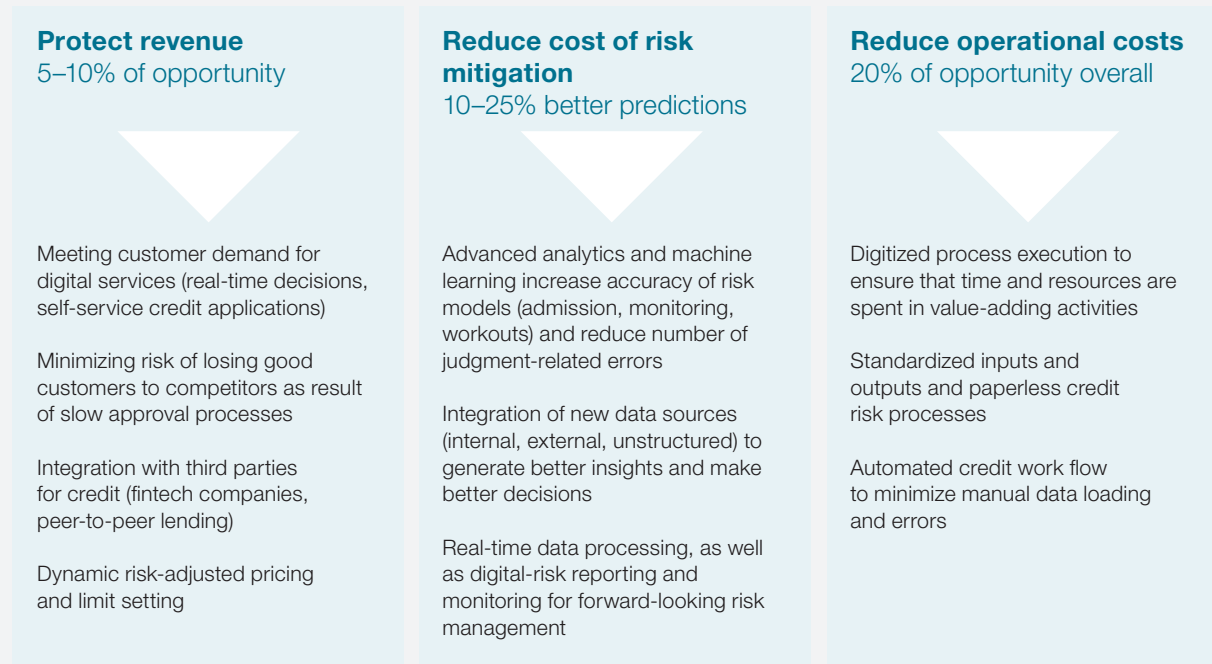 Protect revenue
5–10% of opportunity
Meeting customer demand for
digital services (real-time decisions,
self-service credit applications)
Minimizing risk of losing good
customers to competitors as result
of slow approval processes
Integration with third parties
for credit (fintech companies,
peer-to-peer lending)
Dynamic risk-adjusted pricing
and limit setting
Reduce cost of risk
mitigation
10–25% better predictions
Advanced analytics and machine
learning increase accuracy of risk
models (admission, monitoring,
workouts) and reduce number of
judgment-related errors
Integration of new data sources
(internal, external, unstructured) to
generate better insights and make
better decisions
Real-time data processing, as well
as digital-risk reporting and
monitoring for forward-looking risk
management
Reduce operational costs
20% of opportunity overall
Digitized process execution to
ensure that time and resources are
spent in value-adding activities
Standardized inputs and
outputs and paperless credit
risk processes
Automated credit work flow
to minimize manual data loading
and errors